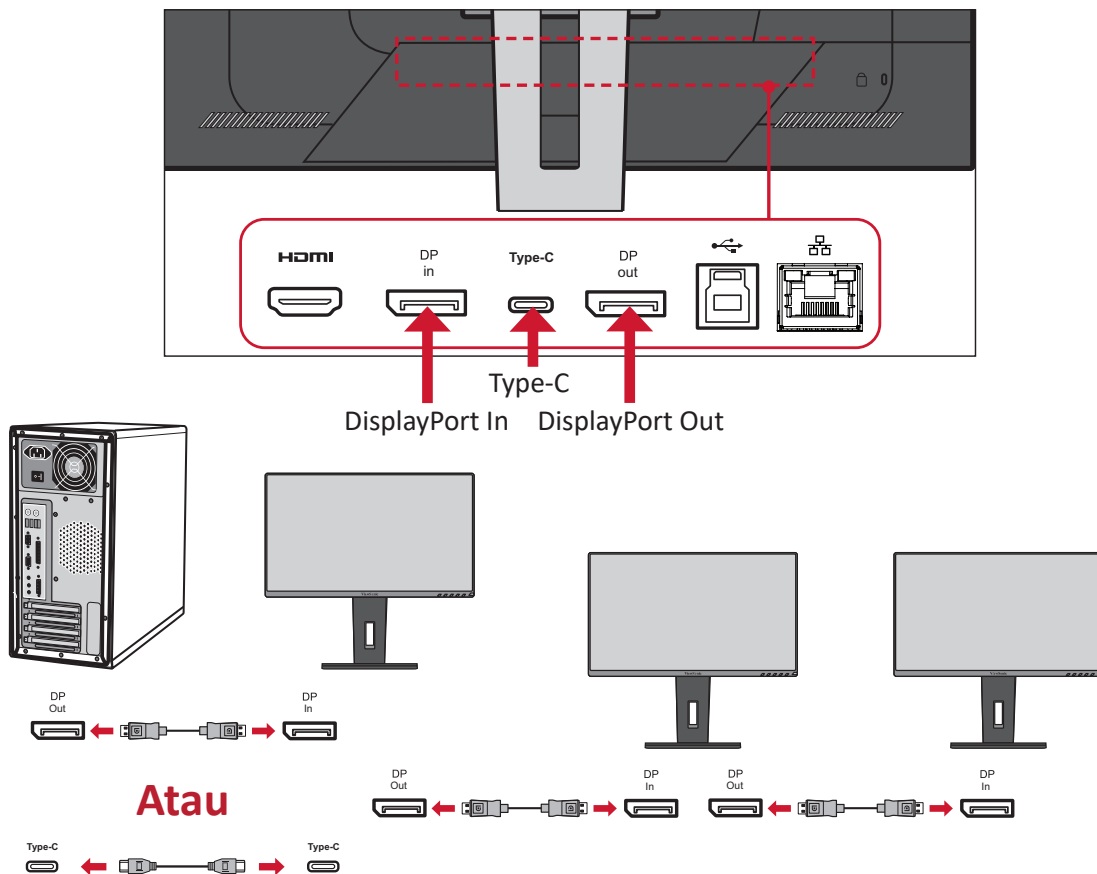 HDMI
DP
in
Type-C
DP
out
Type-C
DisplayPort In
DisplayPort Out
DP
Out
DP
In
Atau
Type-C
Type-C
DP
Out
DP
In
DP
Out
DP
In